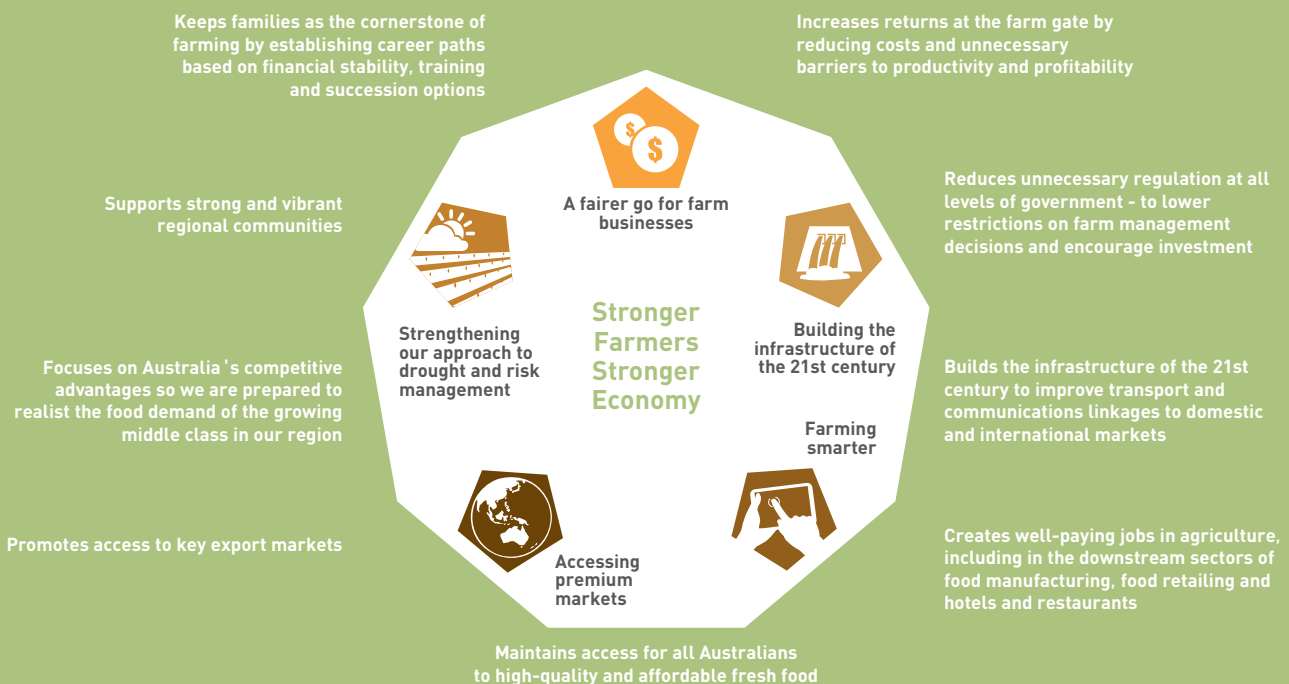 Keeps families as the cornerstone of
farming by establishing career paths
based on financial stability, training
and succession options
Increases returns at the farm gate by
reducing costs and unnecessary
barriers to productivity and profitability
Supports strong and vibrant
regional communities
Reduces unnecessary regulation at all
levels of government - to lower
restrictions on farm management
decisions and encourage investment
Focuses on Australia's competitive
advantages so we are prepared to
realist the food demand of the growing
middle class in our region
Builds the infrastructure of the 21st
century to improve transport and
communications linkages to domestic
and international markets
Promotes access to key export markets
Creates well-paying jobs in agriculture,
including in the downstream sectors of
food manufacturing, food retailing and
hotels and restaurants
Maintains access for all Australians
to high-quality and affordable fresh food
$
$
A fairer go for farm
businesses
Strengthening
our approach to
drought and risk
management
Stronger
Farmers
Stronger
Economy
Building the
infrastructure of
the 21st century
Farming
smarter
Accessing
premium
markets